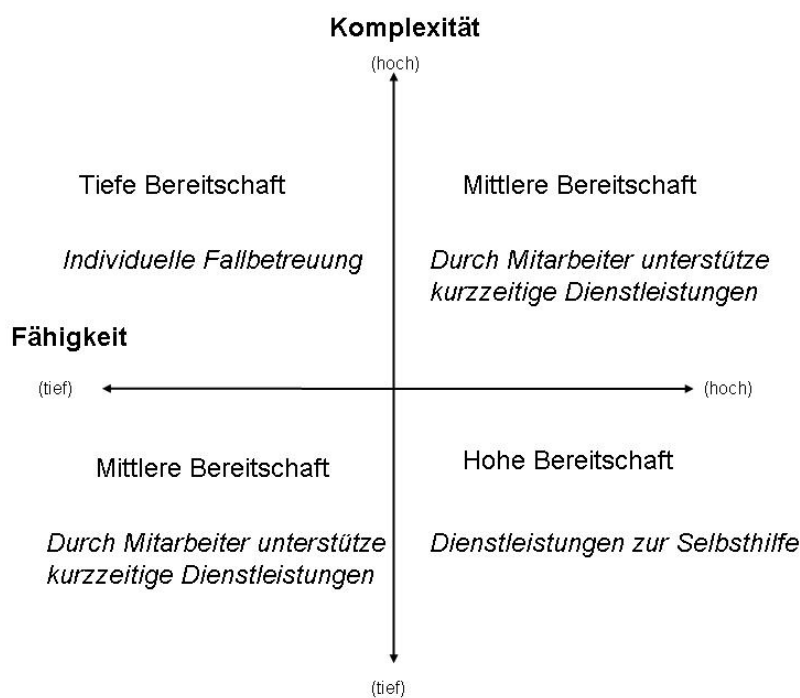 Komplexität
(hoch)
Tiefe Bereitschaft
Mittlere Bereitschaft
Individuelle Fallbetreuung
Durch Mitarbeiter unterstütze
kurzzeitige Dienstleistungen
Fähigkeit
(tief)
(hoch)
Mittlere Bereitschaft
Hohe Bereitschaft
Durch Mitarbeiter unterstütze
kurzzeitige Dienstleistungen
Dienstleistungen zur Selbsthilfe
(tief)